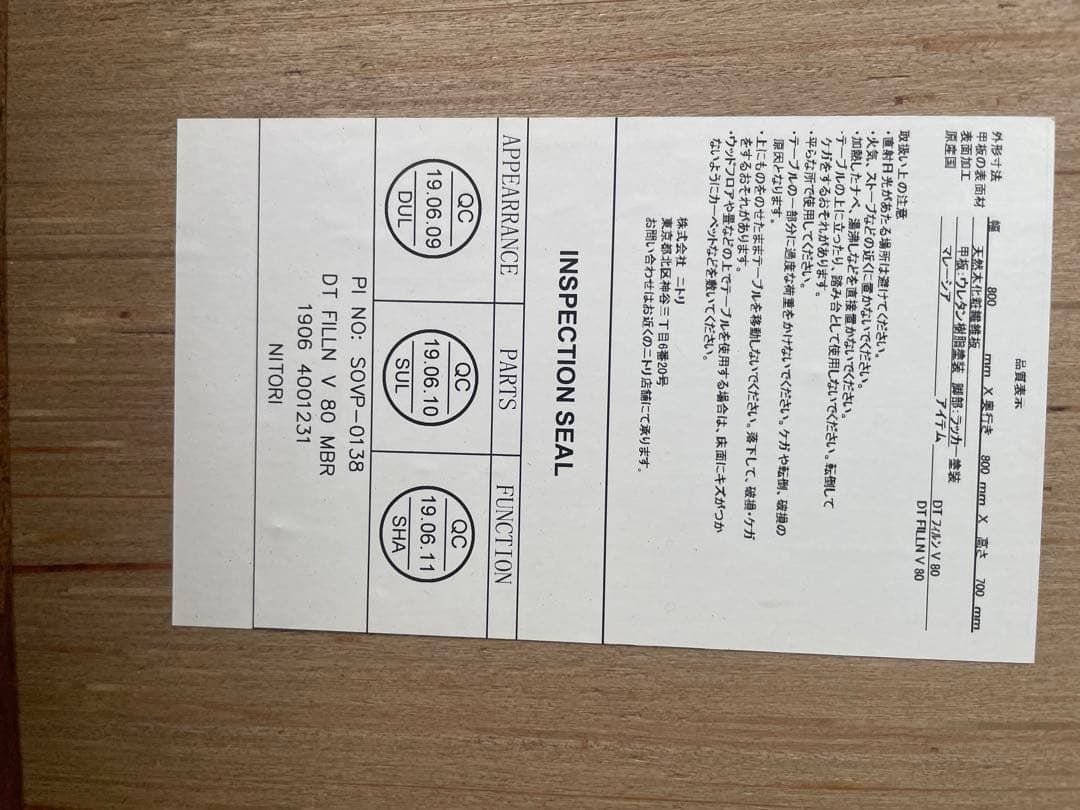 品質表示
外形寸法 幅 800 mm X 奥行き 800 mm X 高さ 700 mm
甲板の表面材 天然木化粧繊維板
表面加工 甲板:ウレタン樹脂塗装 脚部:ラッカー塗装
原産国 マレーシア アイテム DT フィルン V 80
DT FILLN V 80
取扱い上の注意
・直射日光があたる場所は避けてください。
・火気、ストーブなどの近くに置かないでください。
・加熱したナベ、湯沸しなどを直接置かないでください。
・テーブルの上に立ったり、踏み台として使用しないでください。転倒して
ケガをするおそれがあります。
・平らな所で使用してください。
・テーブルの一部分に過度な荷重をかけないでください。ケガや転倒、破損の
原因となります。
・上にものをのせたままテーブルを移動しないでください。落下して、破損・ケガ
をするおそれがあります。
・ウッドフロアや畳などの上でテーブルを使用する場合は、床面にキズがつか
ないようにカーペットなどを敷いてください。
株式会社 ニトリ
東京都北区神谷三丁目6番20号
お問い合わせはお近くのニトリ店舗にて承ります。
INSPECTION SEAL
APPEARRANCE PARTS FUNCTION
QC QC QC
19.06.09 19.06.10 19.06.11
DUL SUL SHA
PI NO: SOVP-0138
DT FILLN V 80 MBR
1906 4001231
NITORI